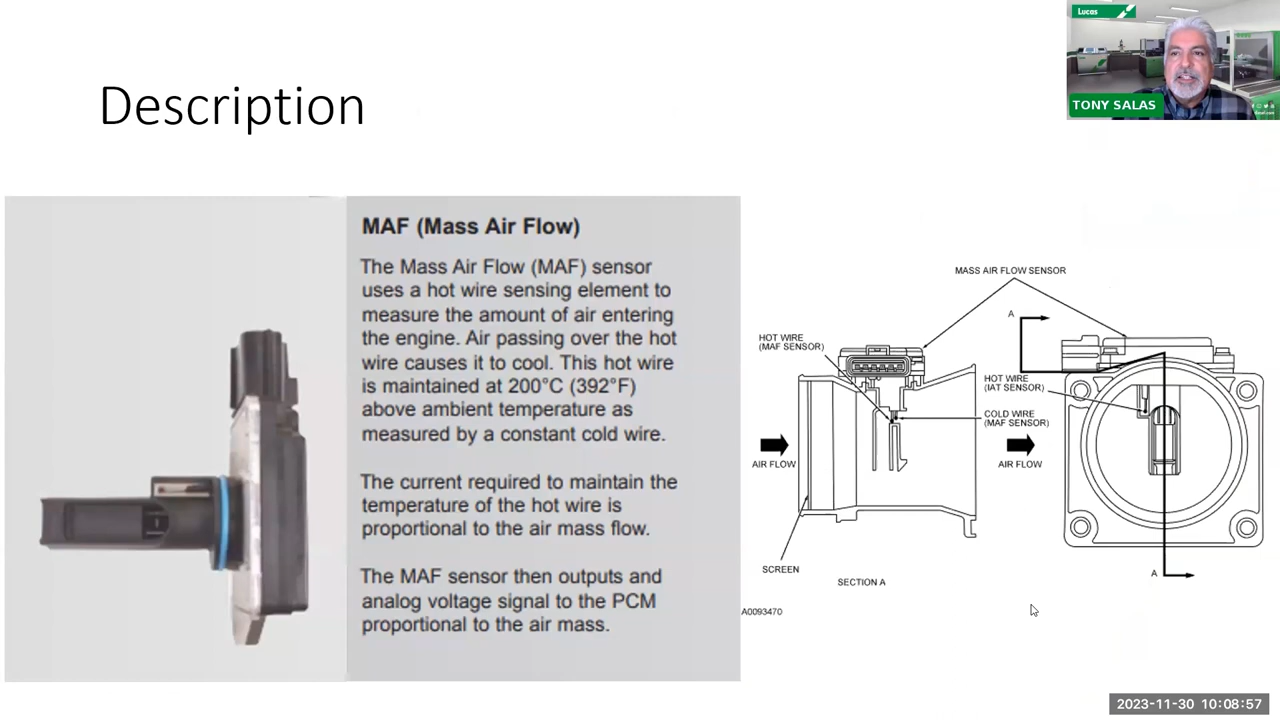 Lucas
TONY SALAS
Description
MAF (Mass Air Flow)
The Mass Air Flow (MAF) sensor
uses a hot wire sensing element to
measure the amount of air entering
the engine. Air passing over the hot
wire causes it to cool. This hot wire
is maintained at 200°C (392°F)
above ambient temperature as
measured by a constant cold wire.
The current required to maintain the
temperature of the hot wire is
proportional to the air mass flow.
The MAF sensor then outputs and
analog voltage signal to the PCM
proportional to the air mass.
MASS AIR FLOW SENSOR
A
HOT WIRE
(MAF SENSOR)
HOT WIRE
(IAT SENSOR)
COLD WIRE
(MAF SENSOR)
AIR FLOW
AIR FLOW
SCREEN
SECTION A
A
A0093470
2023-11-30 10:08:57